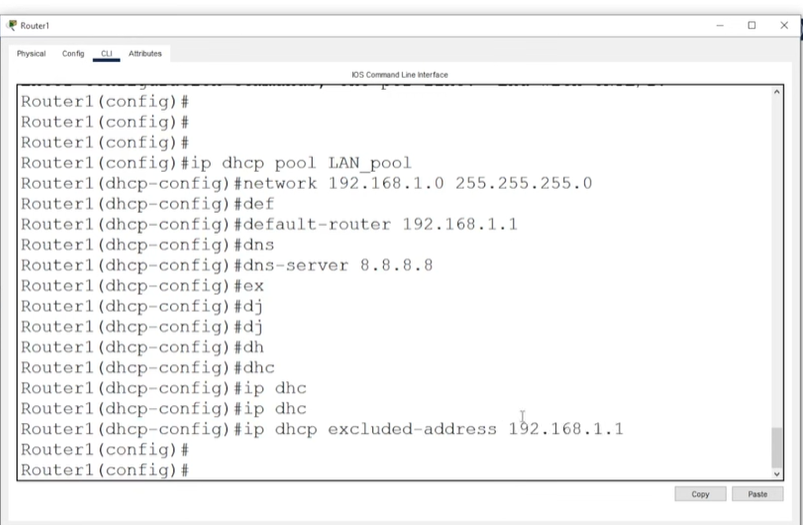 Router1
Physical Config CLI Attributes
IOS Command Line Interface
Router1(config)#
Router1(config)#
Router1(config)#
Router1(config)#ip dhcp pool LAN_pool
Router1(dhcp-config)#network 192.168.1.0 255.255.255.0
Router1(dhcp-config)#def
Router1(dhcp-config)#default-router 192.168.1.1
Router1(dhcp-config)#dns
Router1(dhcp-config)#dns-server 8.8.8.8
Router1(dhcp-config)#ex
Router1(dhcp-config)#dj
Router1(dhcp-config)#dj
Router1(dhcp-config)#dh
Router1(dhcp-config)#dhc
Router1(dhcp-config)#ip dhc
Router1(dhcp-config)#ip dhc
Router1(dhcp-config)#ip dhcp excluded-address 192.168.1.1
Router1(config)#
Router1(config)#
Copy Paste